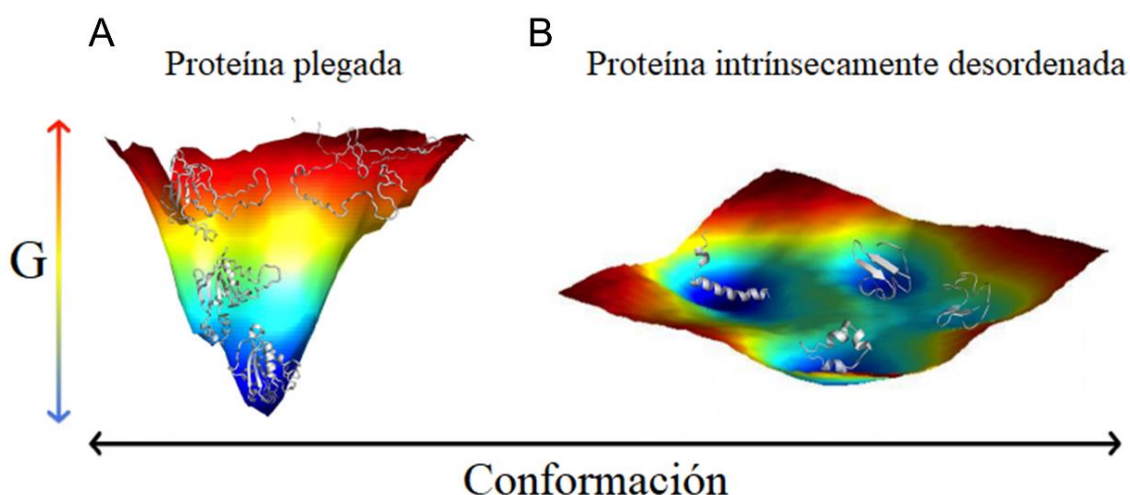 A
Proteína plegada
B
Proteína intrínsecamente desordenada
G
Conformación